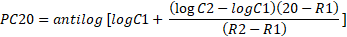 PC20 = antilog [logC1 + (log C2 − logC1)(20 − R1) / (R2 − R1)]